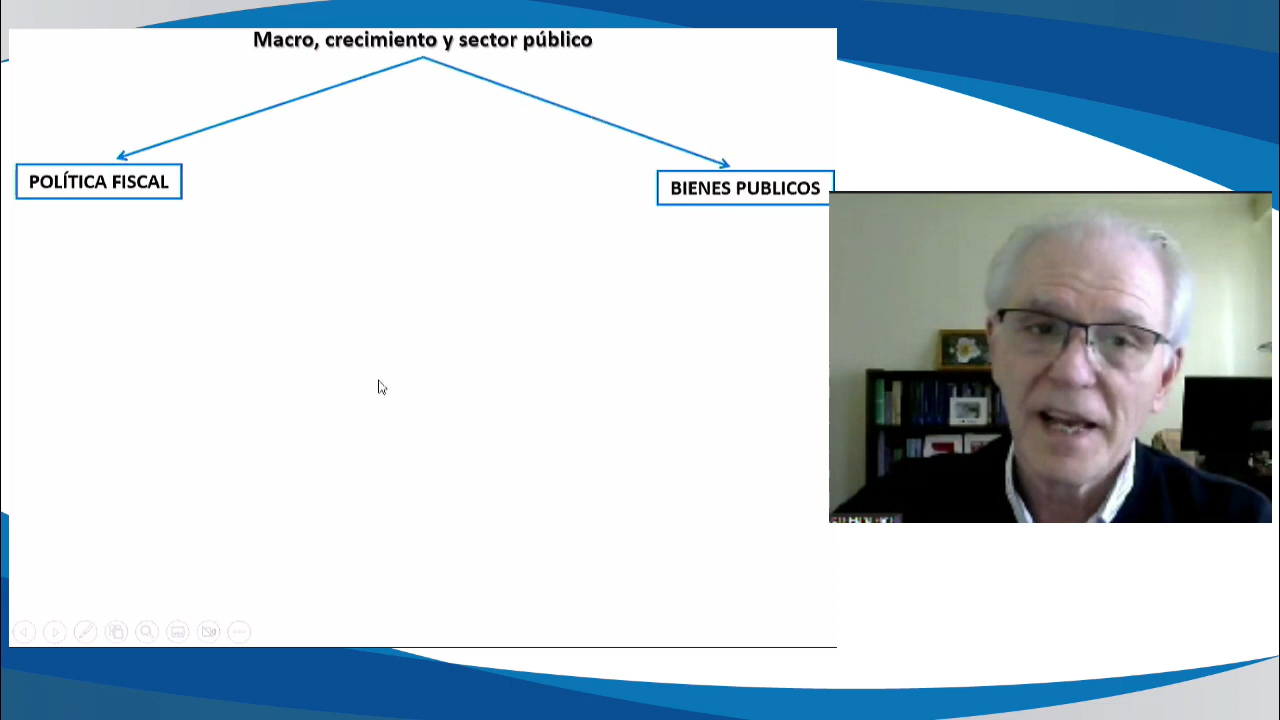 Macro, crecimiento y sector público
POLÍTICA FISCAL
BIENES PUBLICOS